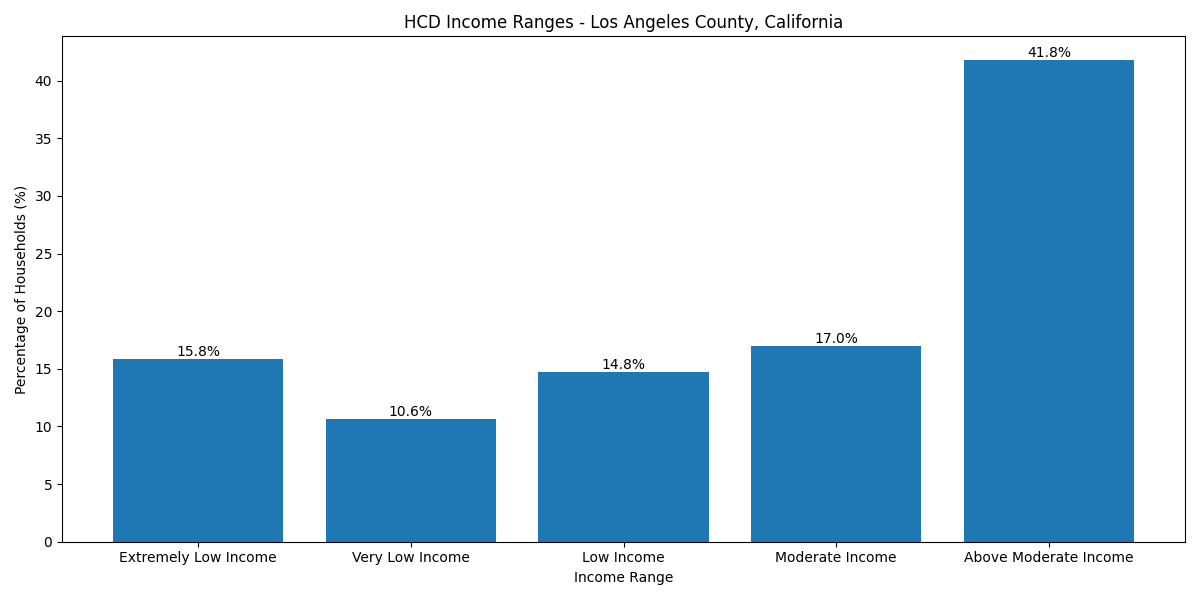 HCD Income Ranges - Los Angeles County, California
41.8%
40
35
17.0%
30
15.8%
14.8%
25
10.6%
20
15
10
5
0
Percentage of Households (%)
Extremely Low Income
Very Low Income
Low Income
Moderate Income
Above Moderate Income
Income Range